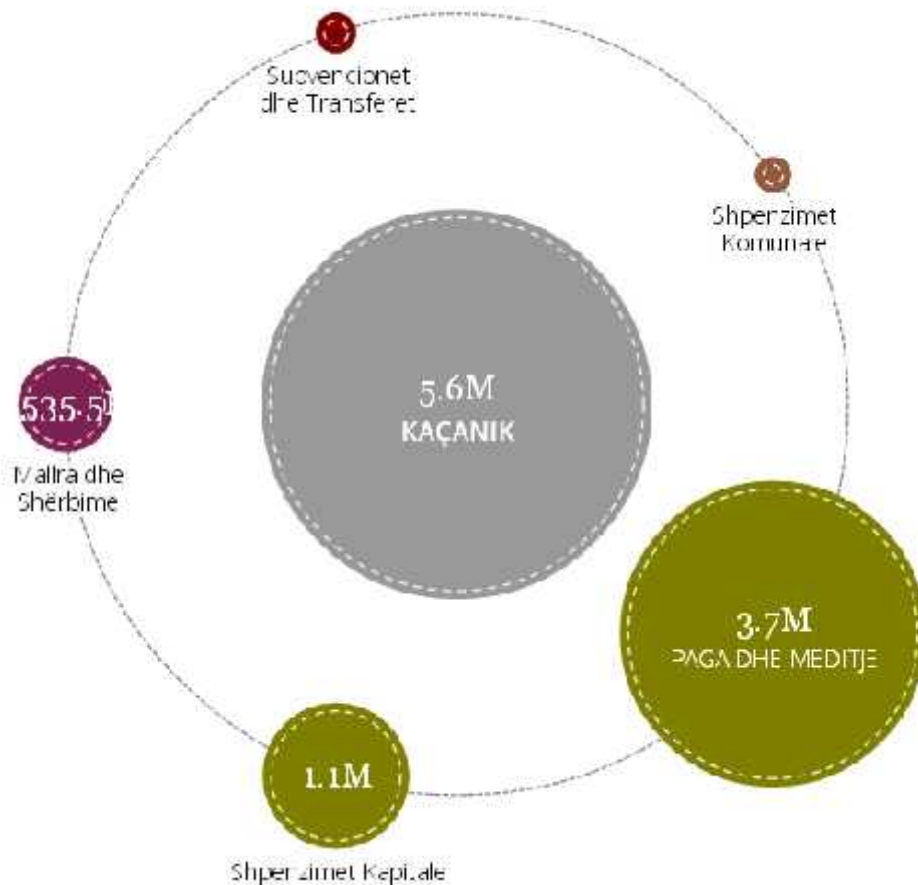 Subvencionet
dhe Transferet
Shpenzimet
Komunale
5.6M
KAÇANIK
535.5
Mallra dhe
Shërbime
3.7M
PAGA DHE MEDITJE
1.1M
Shpenzimet Kapitale